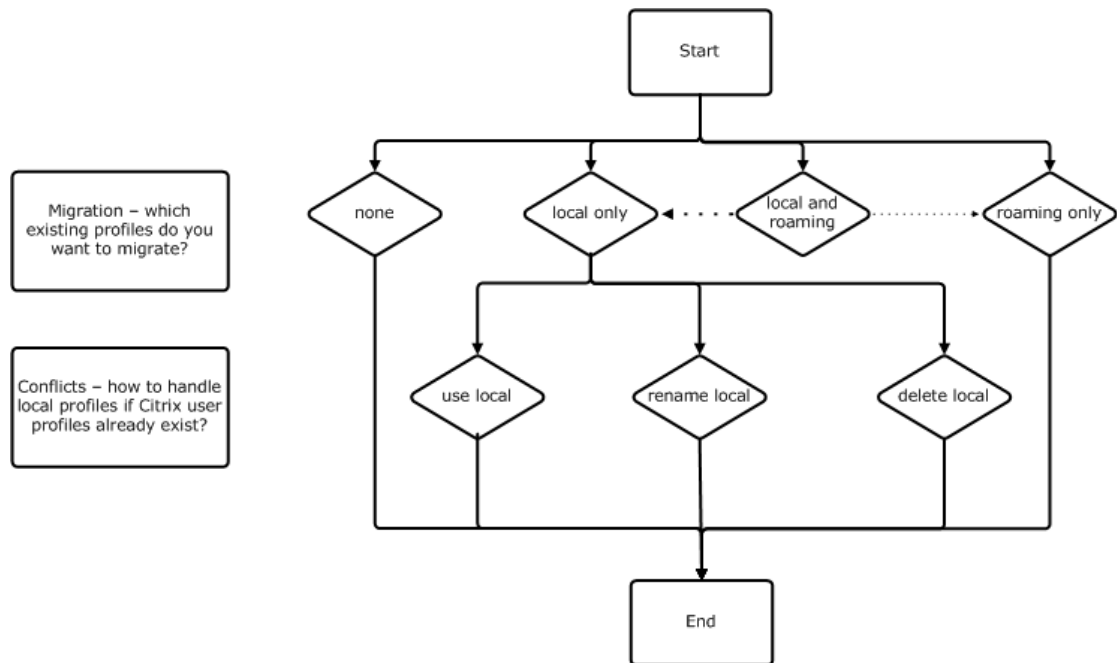 Start
Migration – which
existing profiles do you
want to migrate?
none
local only
local and
roaming
roaming only
Conflicts – how to handle
local profiles if Citrix user
profiles already exist?
use local
rename local
delete local
End